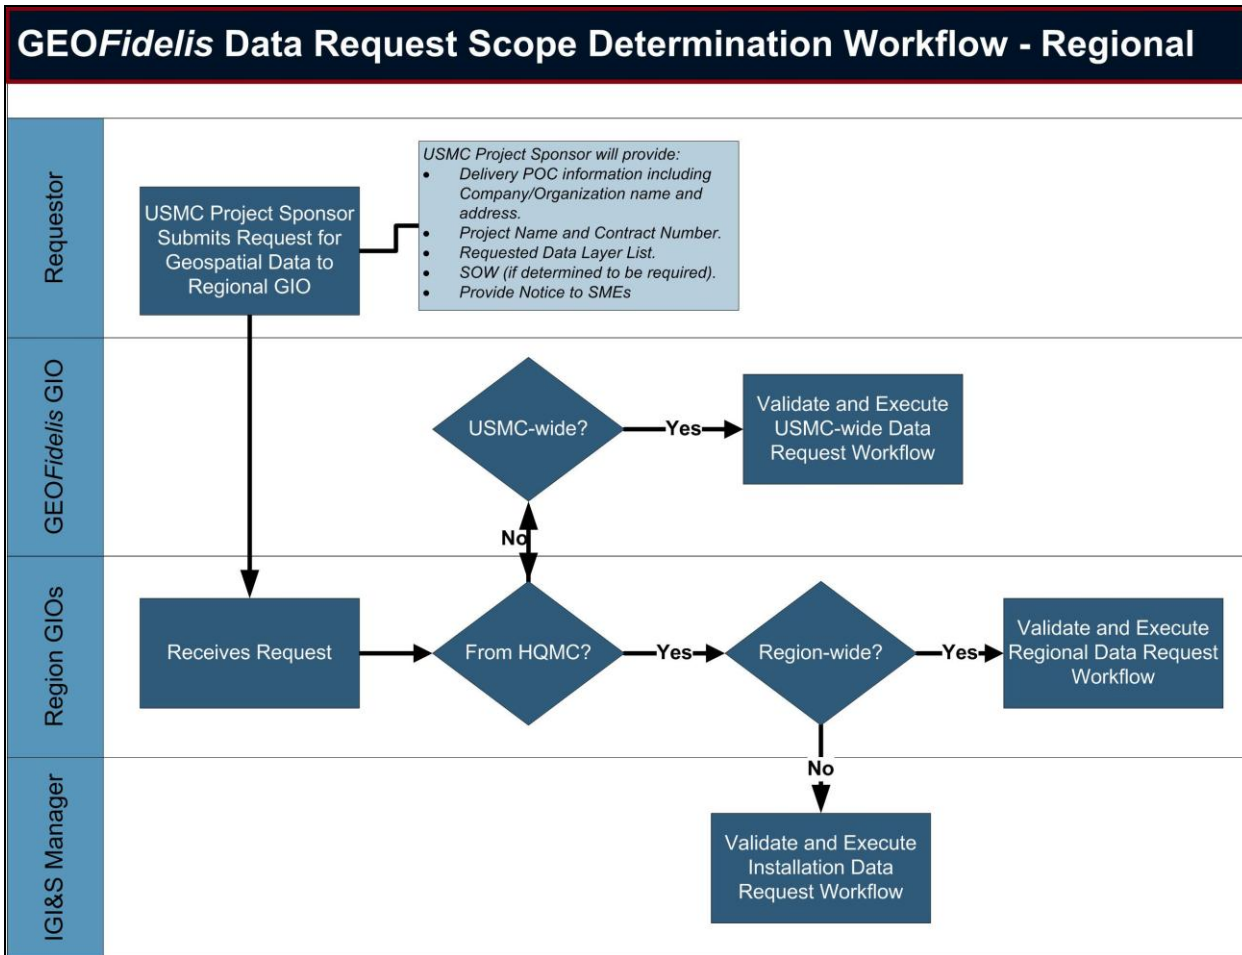 GEOFidelis Data Request Scope Determination Workflow - Regional
Requestor
USMC Project Sponsor
Submits Request for
Geospatial Data to
Regional GIO
USMC Project Sponsor will provide:
• Delivery POC information including
Company/Organization name and
address.
• Project Name and Contract Number.
• Requested Data Layer List.
• SOW (if determined to be required).
• Provide Notice to SMEs
GEOFidelis GIO
USMC-wide?
Yes
Validate and Execute
USMC-wide Data
Request Workflow
No
Region GIOs
Receives Request
From HQMC?
Yes
Region-wide?
Yes
Validate and Execute
Regional Data Request
Workflow
No
IGI&S Manager
Validate and Execute
Installation Data
Request Workflow